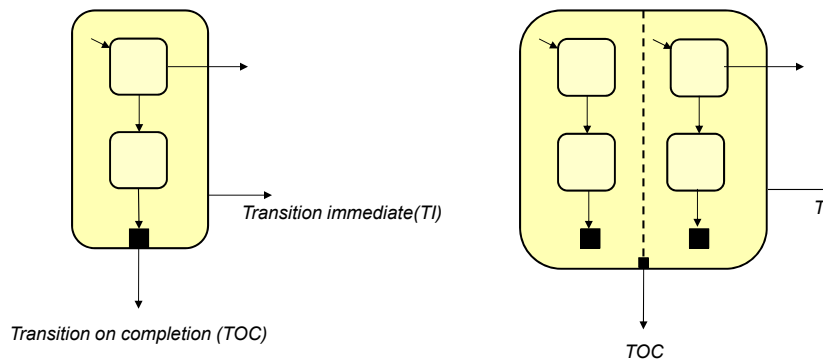 Transition immediate(TI)
T
Transition on completion (TOC)
TOC